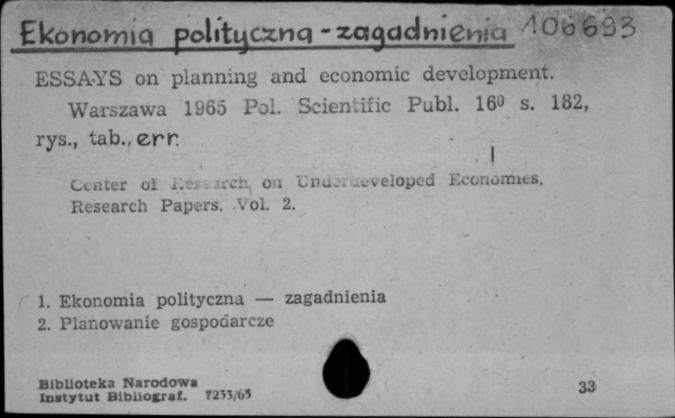 Ekonomia polityczna - zagadnienia 106693
ESSAYS on planning and economic development.
Warszawa 1965 Pol. Scientific Publ. 16⁰ s. 182,
rys., tab., err.
Center of Research on Underdeveloped Economies.
Research Papers. Vol. 2.
1. Ekonomia polityczna — zagadnienia
2. Planowanie gospodarcze
Biblioteka Narodowa
Instytut Bibliograf. T233/65
33